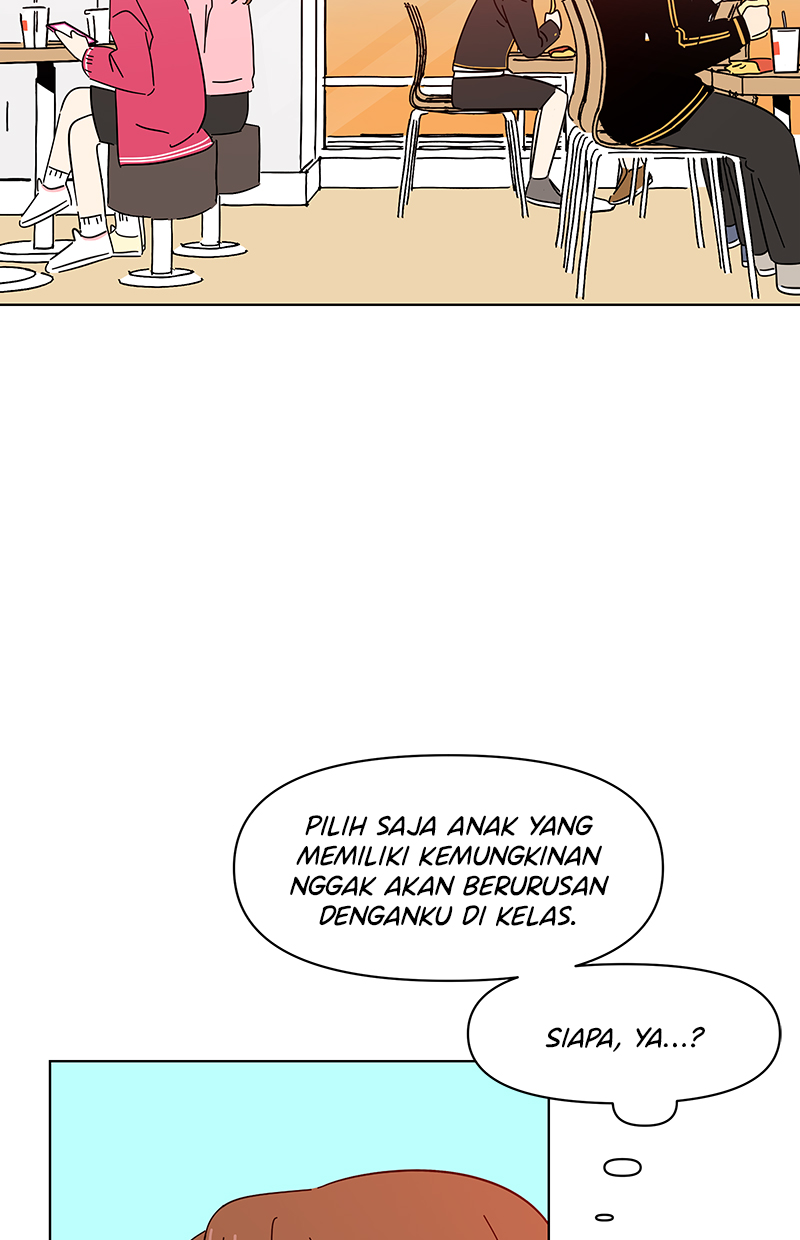 PILIH SAJA ANAK YANG
MEMILIKI KEMUNGKINAN
NGGAK AKAN BERURUSAN
DENGANKU DI KELAS.
SIAPA, YA...?